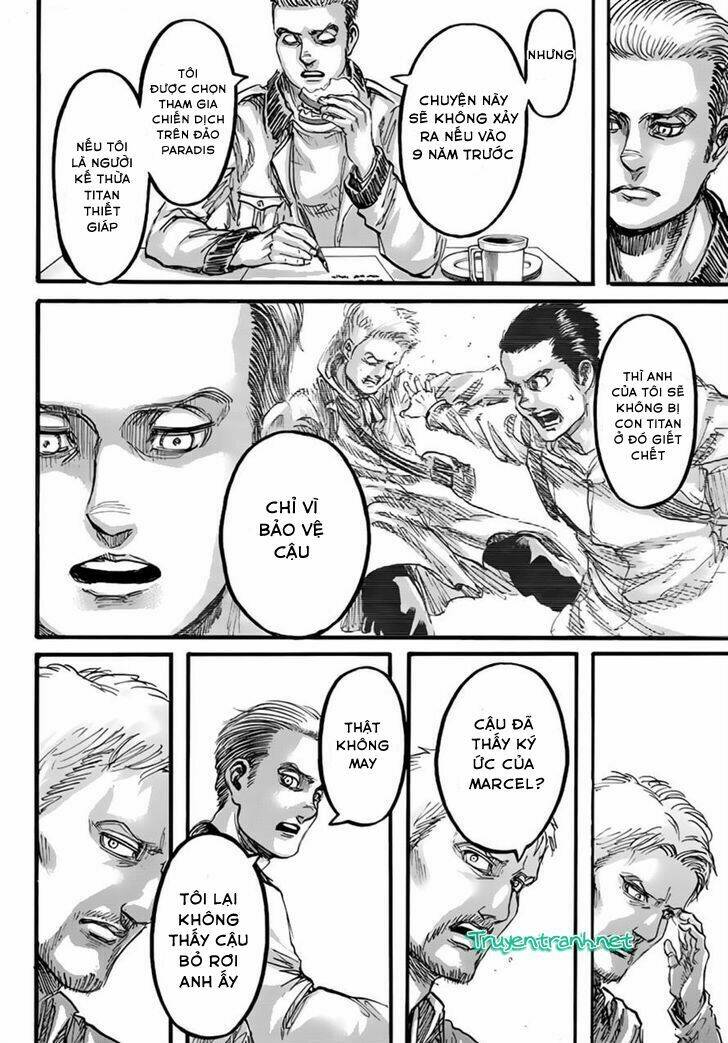 NHƯNG
CHUYỆN NÀY
SẼ KHÔNG XẢY
RA NẾU VÀO
9 NĂM TRƯỚC
TÔI
ĐƯỢC CHỌN
THAM GIA
CHIẾN DỊCH
TRÊN ĐẢO
PARADIS
NẾU TÔI
LÀ NGƯỜI
KẾ THỪA
TITAN
THIẾT
GIÁP
THÌ ANH
CỦA TÔI SẼ
KHÔNG BỊ
CON TITAN
Ở ĐÓ GIẾT
CHẾT
CHỈ VÌ
BẢO VỆ
CẬU
CẬU ĐÃ
THẤY KÝ
ỨC CỦA
MARCEL?
THẬT
KHÔNG
MAY
TÔI LẠI
KHÔNG
THẤY CẬU
BỎ RƠI
ANH ẤY
Truyentranh.net